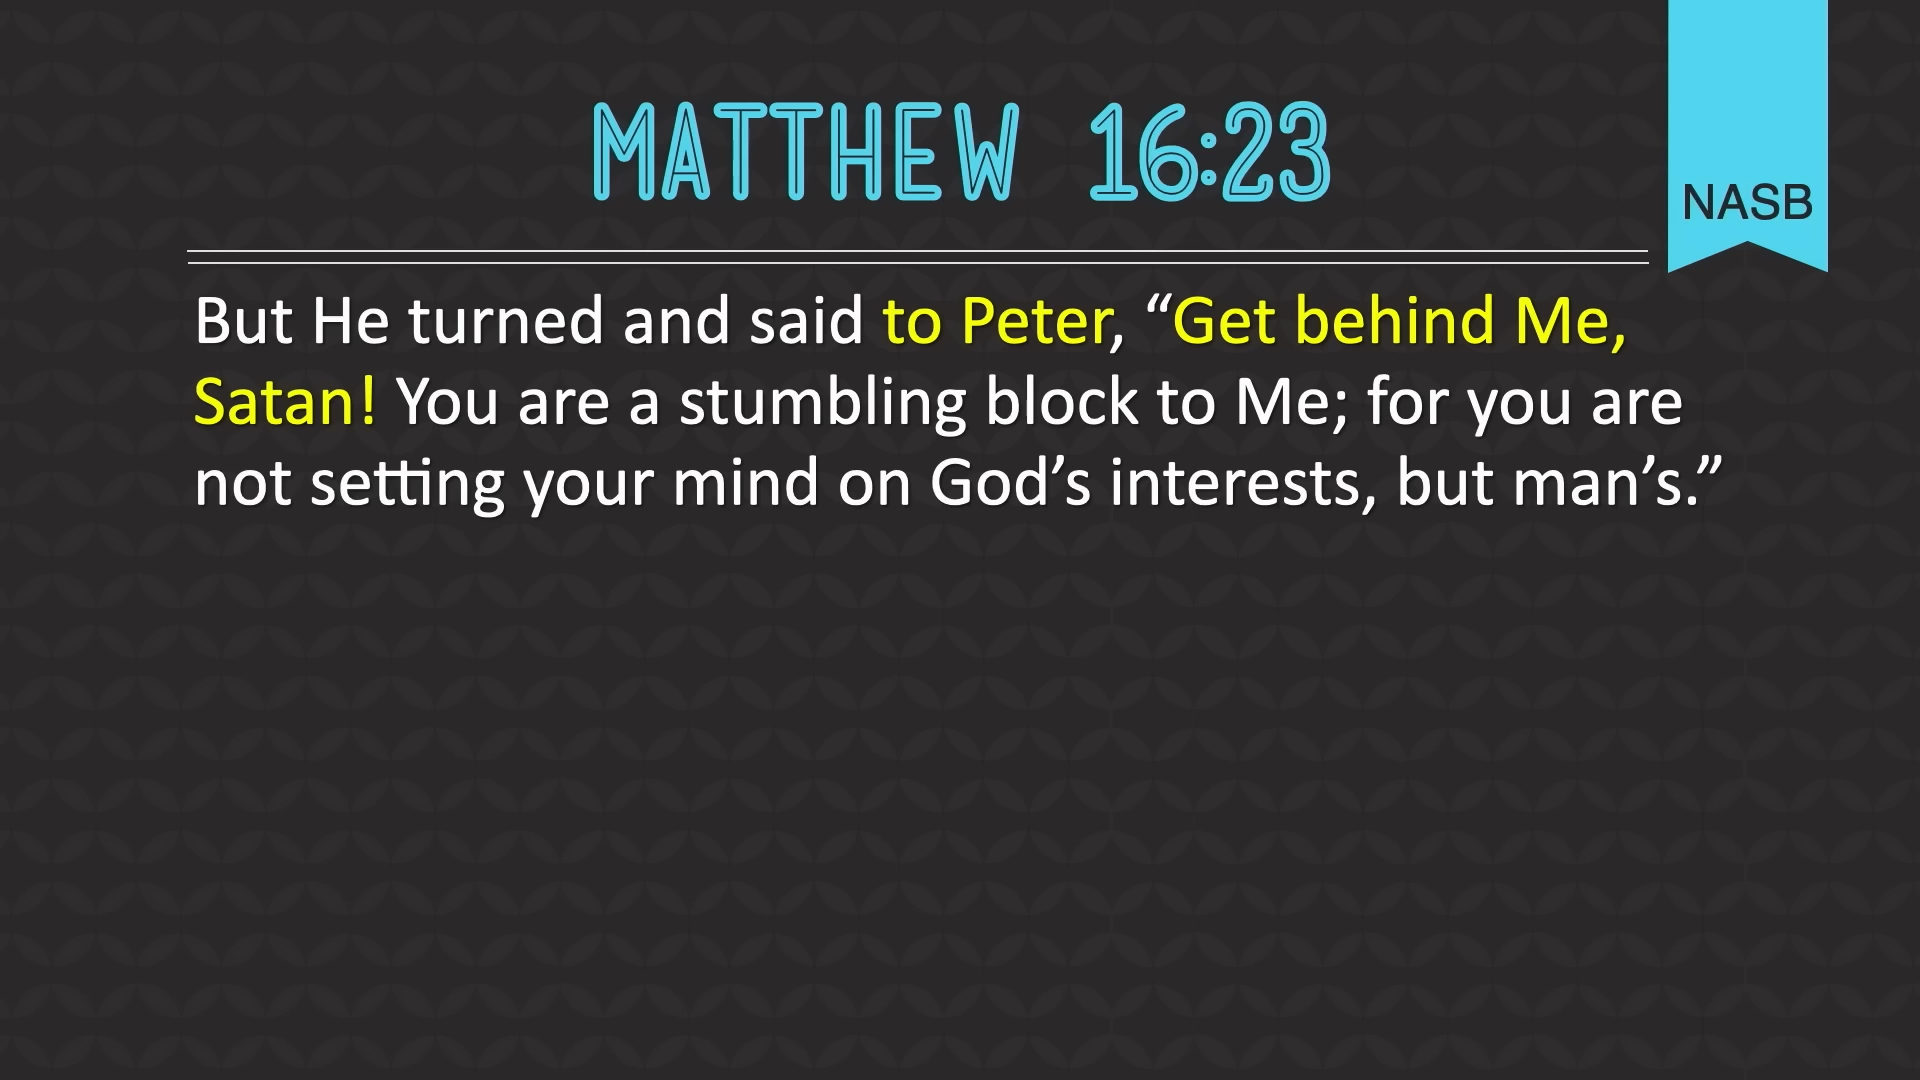 MATTHEW 16:23
NASB
But He turned and said to Peter, “Get behind Me,
Satan! You are a stumbling block to Me; for you are
not setting your mind on God’s interests, but man’s.”